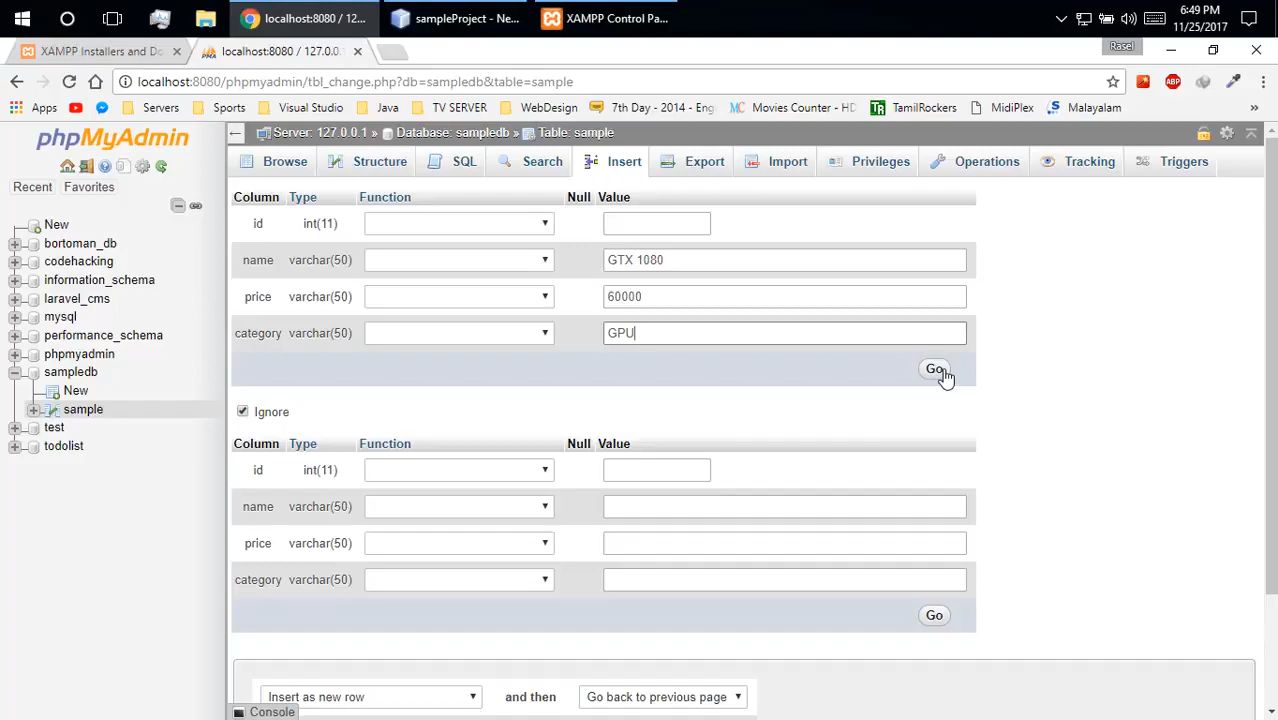 localhost:8080 / 12...
sampleProject - Ne...
XAMPP Control Pa...
6:49 PM
11/25/2017
XAMPP Installers and Do
localhost:8080 / 127.0.0.
Rasel
localhost:8080/phpmyadmin/tbl_change.php?db=sampledb&table=sample
ABP
Apps
Servers
Sports
Visual Studio
Java
TV SERVER
WebDesign
7th Day - 2014 - Eng
MC Movies Counter - HD
TR TamilRockers
MidiPlex
S Malayalam
»
phpMyAdmin
Recent Favorites
New
bortoman_db
codehacking
information_schema
laravel_cms
mysql
performance_schema
phpmyadmin
sampledb
New
sample
test
todolist
Server: 127.0.0.1 » Database: sampledb » Table: sample
Browse Structure SQL Search Insert Export Import Privileges Operations Tracking Triggers
Column Type Function Null Value
id int(11)
name varchar(50) GTX 1080
price varchar(50) 60000
category varchar(50) GPU
Go
Ignore
Column Type Function Null Value
id int(11)
name varchar(50)
price varchar(50)
category varchar(50)
Go
Insert as new row and then Go back to previous page
Console